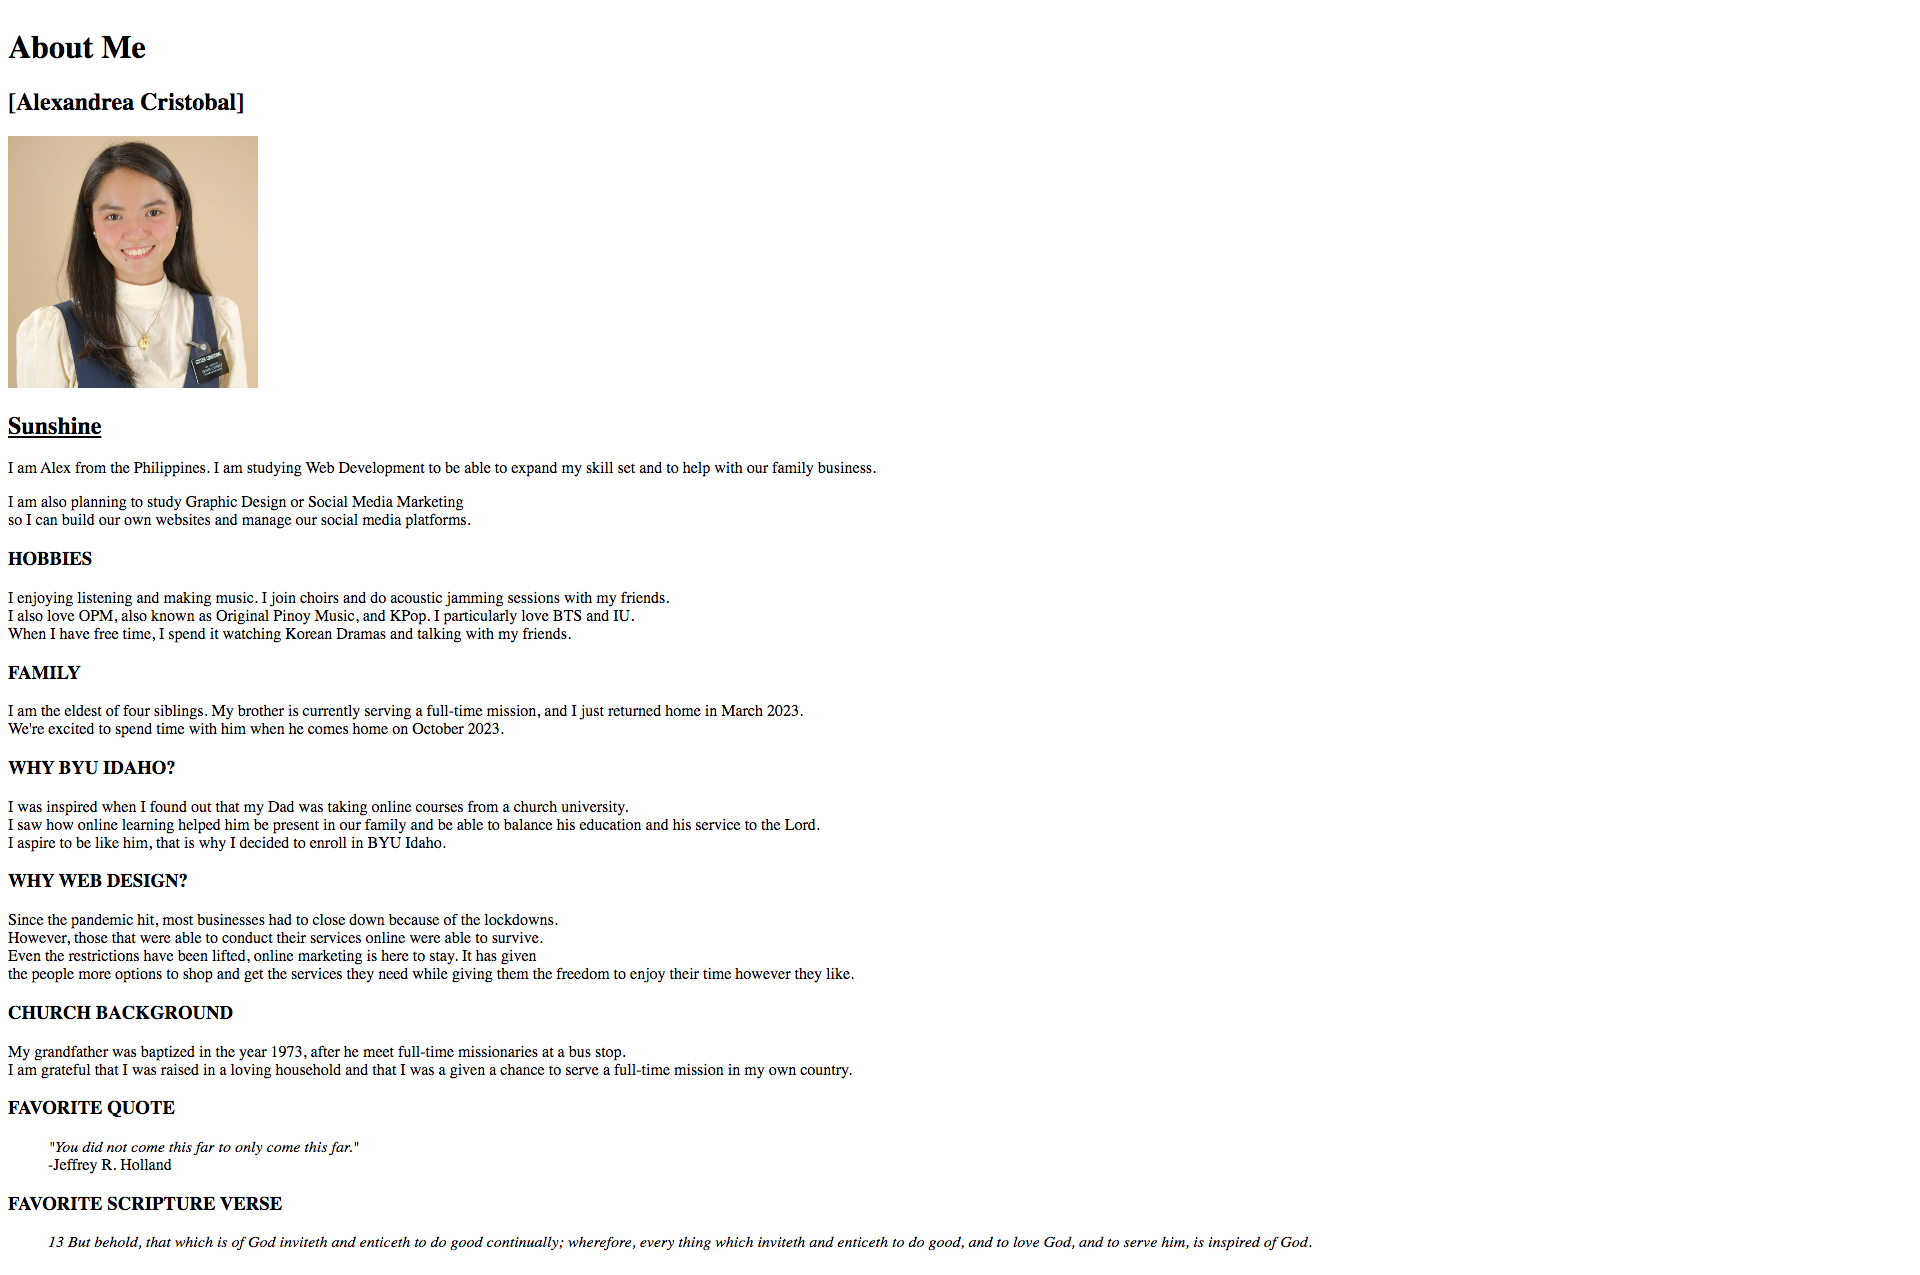 About Me
[Alexandrea Cristobal]
Sunshine
I am Alex from the Philippines. I am studying Web Development to be able to expand my skill set and to help with our family business.
I am also planning to study Graphic Design or Social Media Marketing
so I can build our own websites and manage our social media platforms.
HOBBIES
I enjoying listening and making music. I join choirs and do acoustic jamming sessions with my friends.
I also love OPM, also known as Original Pinoy Music, and KPop. I particularly love BTS and IU.
When I have free time, I spend it watching Korean Dramas and talking with my friends.
FAMILY
I am the eldest of four siblings. My brother is currently serving a full-time mission, and I just returned home in March 2023.
We're excited to spend time with him when he comes home on October 2023.
WHY BYU IDAHO?
I was inspired when I found out that my Dad was taking online courses from a church university.
I saw how online learning helped him be present in our family and be able to balance his education and his service to the Lord.
I aspire to be like him, that is why I decided to enroll in BYU Idaho.
WHY WEB DESIGN?
Since the pandemic hit, most businesses had to close down because of the lockdowns.
However, those that were able to conduct their services online were able to survive.
Even the restrictions have been lifted, online marketing is here to stay. It has given
the people more options to shop and get the services they need while giving them the freedom to enjoy their time however they like.
CHURCH BACKGROUND
My grandfather was baptized in the year 1973, after he meet full-time missionaries at a bus stop.
I am grateful that I was raised in a loving household and that I was a given a chance to serve a full-time mission in my own country.
FAVORITE QUOTE
"You did not come this far to only come this far."
-Jeffrey R. Holland
FAVORITE SCRIPTURE VERSE
13 But behold, that which is of God inviteth and enticeth to do good continually; wherefore, every thing which inviteth and enticeth to do good, and to love God, and to serve him, is inspired of God.